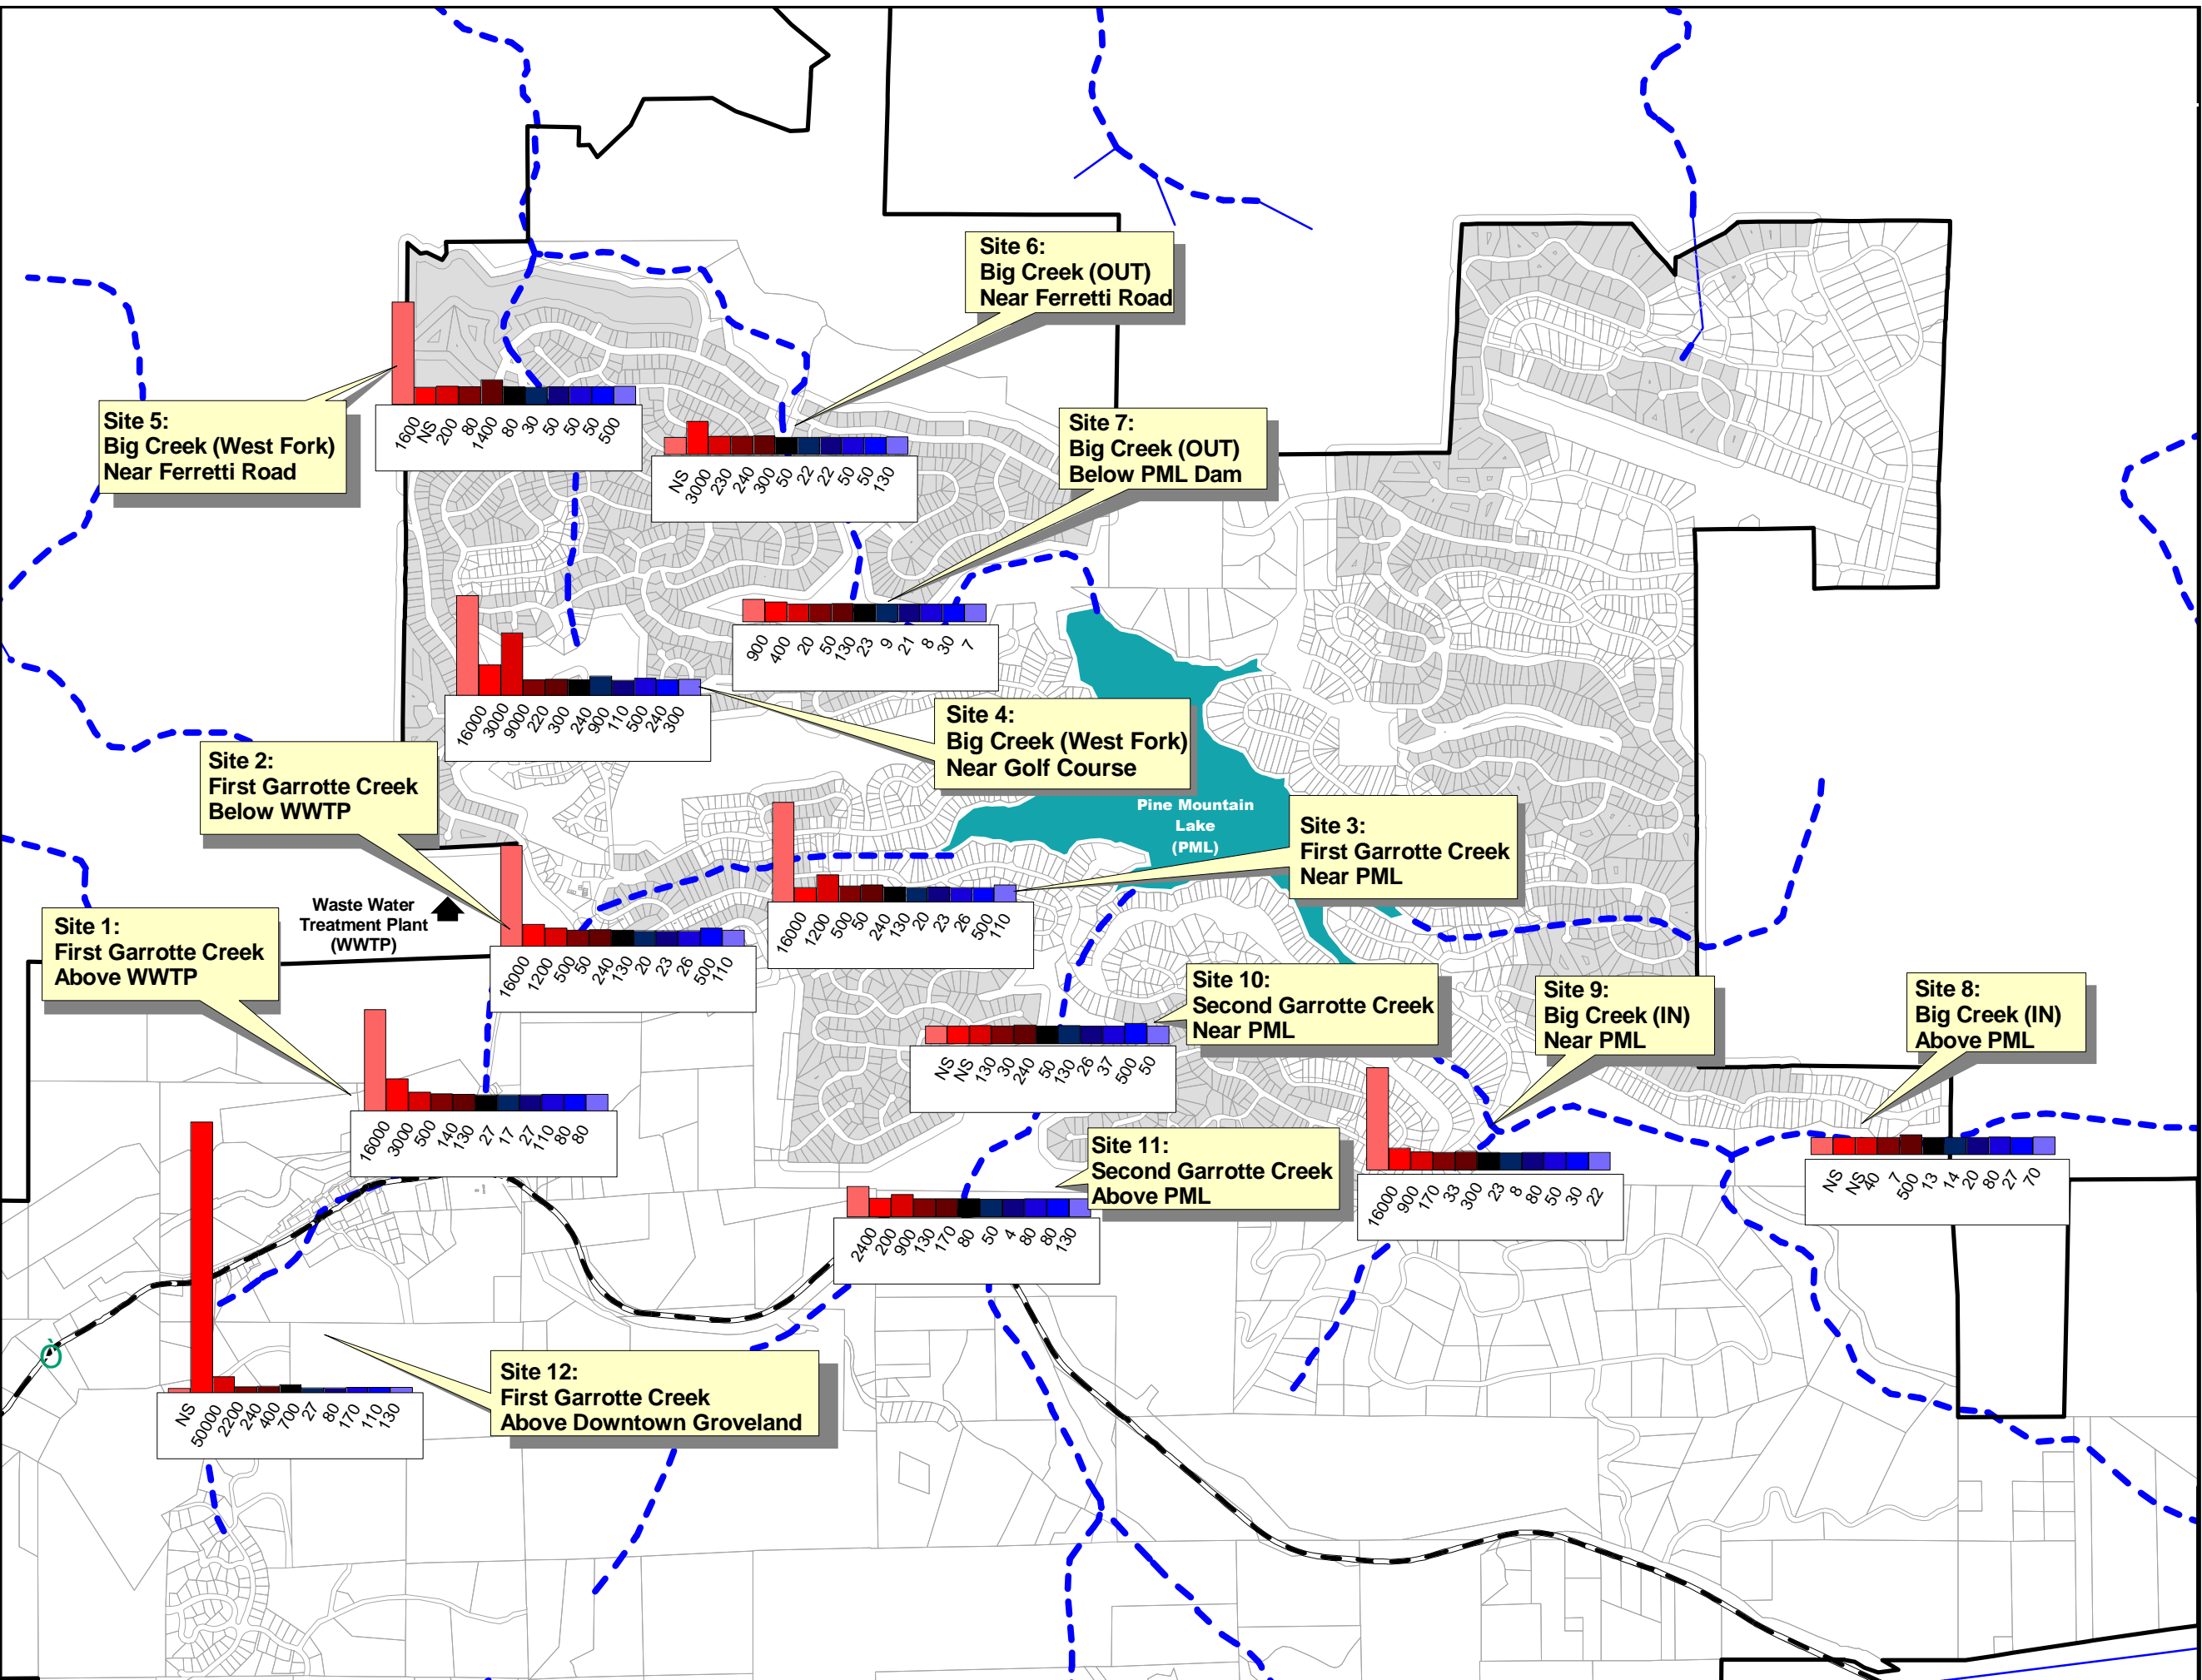 Site 6:
Big Creek (OUT)
Near Ferretti Road
Site 5:
Big Creek (West Fork)
Near Ferretti Road
1600
NS
200
80
1400
80
30
50
50
50
500
Site 7:
Big Creek (OUT)
Below PML Dam
NS
3000
230
240
300
50
22
22
50
50
130
900
400
20
50
130
23
9
21
8
30
7
Site 4:
Big Creek (West Fork)
Near Golf Course
16000
3000
9000
220
300
240
900
110
500
240
300
Site 2:
First Garrotte Creek
Below WWTP
Pine Mountain
Lake
(PML)
Site 3:
First Garrotte Creek
Near PML
16000
1200
500
50
240
130
20
23
26
500
110
Waste Water
Treatment Plant
(WWTP)
Site 1:
First Garrotte Creek
Above WWTP
16000
1200
500
50
240
130
20
23
26
500
110
Site 10:
Second Garrotte Creek
Near PML
Site 9:
Big Creek (IN)
Near PML
Site 8:
Big Creek (IN)
Above PML
NS
NS
130
30
240
50
130
26
37
500
50
16000
3000
500
140
130
27
17
27
110
80
80
Site 11:
Second Garrotte Creek
Above PML
16000
900
170
33
3000
23
8
80
50
30
22
NS
NS
40
7
500
13
14
20
80
27
70
2400
200
900
130
170
80
50
4
80
80
130
Site 12:
First Garrotte Creek
Above Downtown Groveland
NS
50000
2200
240
400
700
27
80
170
110
130